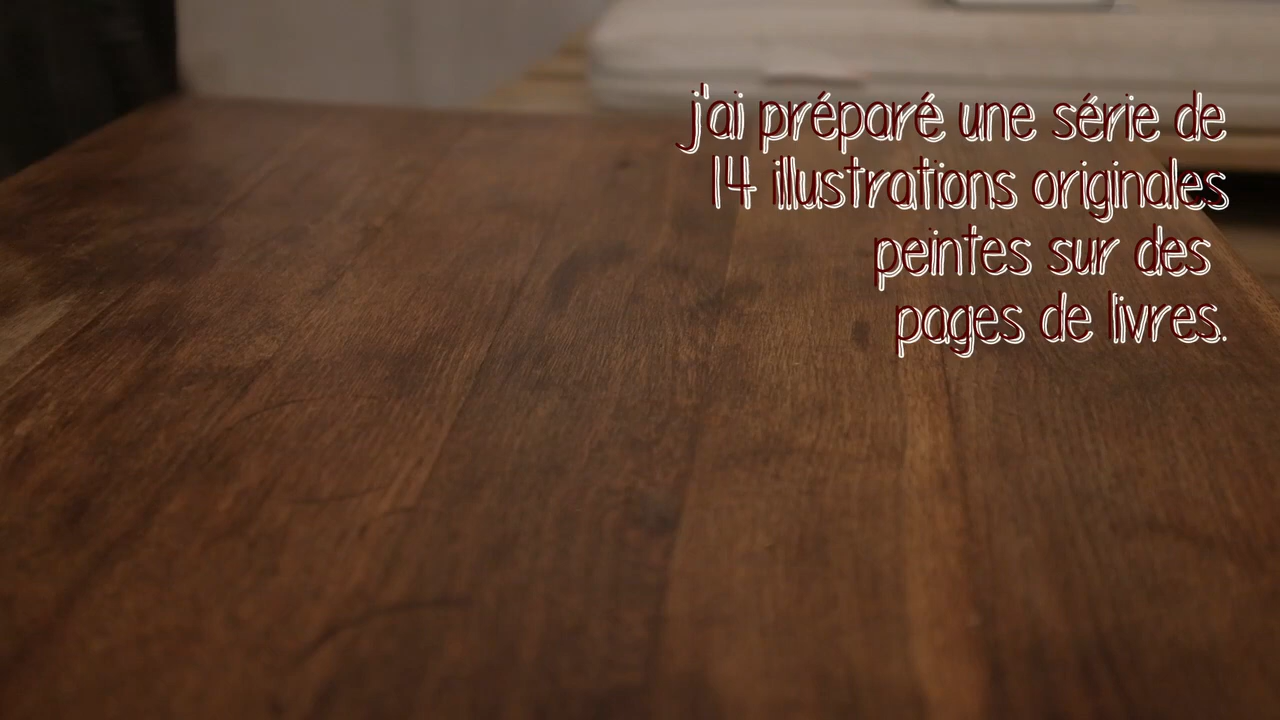 j'ai préparé une série de
14 illustrations originales
peintes sur des
pages de livres.